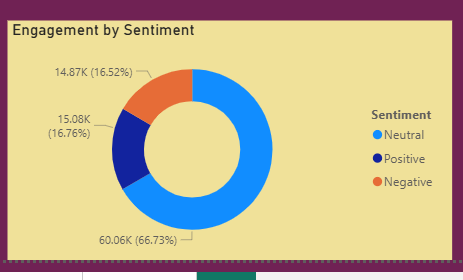 Engagement by Sentiment
14.87K (16.52%)
15.08K
(16.76%)
60.06K (66.73%)
Sentiment
Neutral
Positive
Negative